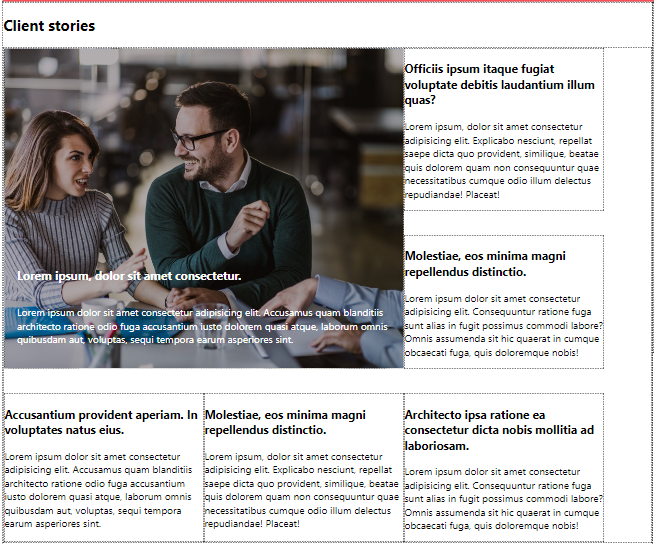 Client stories
Lorem ipsum, dolor sit amet consectetur.
Lorem ipsum dolor sit amet consectetur adipisicing elit. Accusamus quam blanditiis
architecto ratione odio fuga accusantium iusto dolorem quasi atque, laborum omnis
quibusdam aut, voluptas, sequi tempora earum asperiores sint.
Officiis ipsum itaque fugiat
voluptate debitis laudantium illum
quas?
Lorem ipsum, dolor sit amet consectetur
adipisicing elit. Explicabo nesciunt, repellat
saepe dicta quo provident, similique, beatae
quis dolorem quam non consequuntur quae
necessitatibus cumque odio illum delectus
repudiandae! Placeat!
Molestiae, eos minima magni
repellendus distinctio.
Lorem ipsum dolor sit amet consectetur
adipisicing elit. Consequuntur ratione fuga
sunt alias in fugit possimus commodi labore?
Omnis assumenda sit hic quaerat in cumque
obcaecati fuga, quis doloremque nobis!
Accusantium provident aperiam. In
voluptates natus eius.
Lorem ipsum dolor sit amet consectetur
adipisicing elit. Accusamus quam blanditiis
architecto ratione odio fuga accusantium
iusto dolorem quasi atque, laborum omnis
quibusdam aut, voluptas, sequi tempora
earum asperiores sint.
Molestiae, eos minima magni
repellendus distinctio.
Lorem ipsum, dolor sit amet consectetur
adipisicing elit. Explicabo nesciunt, repellat
saepe dicta quo provident, similique, beatae
quis dolorem quam non consequuntur quae
necessitatibus cumque odio illum delectus
repudiandae! Placeat!
Architecto ipsa ratione ea
consectetur dicta nobis mollitia ad
laboriosam.
Lorem ipsum dolor sit amet consectetur
adipisicing elit. Consequuntur ratione fuga
sunt alias in fugit possimus commodi labore?
Omnis assumenda sit hic quaerat in cumque
obcaecati fuga, quis doloremque nobis!